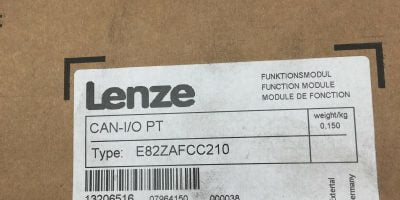 Lenze
FUNKTIONSMODUL
FUNCTION MODULE
MODULE DE FONCTION
CAN-I/O PT
weight/kg
0,150
Type: E82ZAFCC210
13206516 07964150 000038
Extertal
Germany